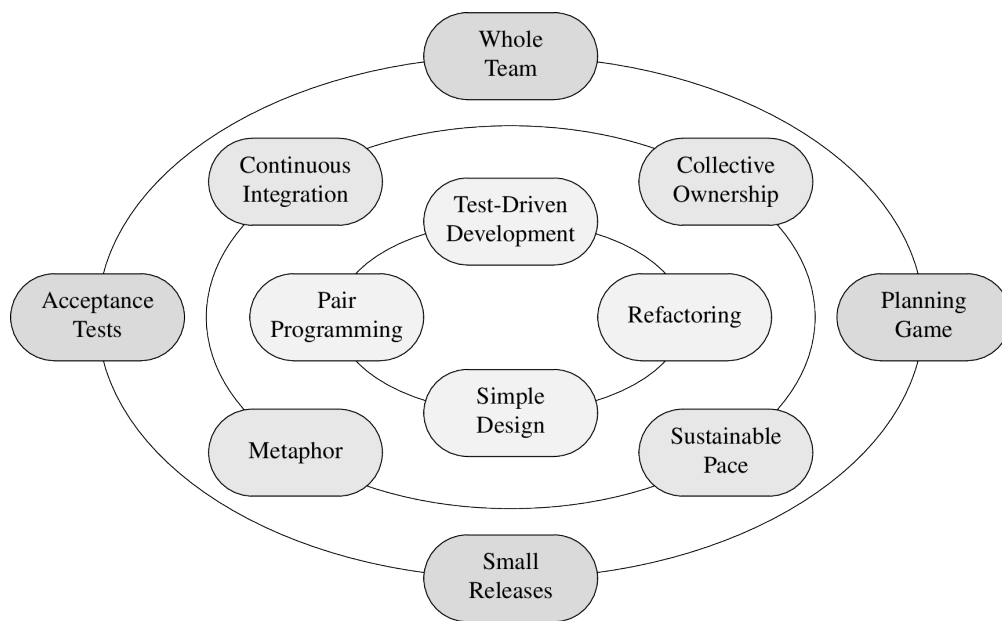 Whole
Team
Continuous
Integration
Collective
Ownership
Test-Driven
Development
Acceptance
Tests
Pair
Programming
Refactoring
Planning
Game
Simple
Design
Metaphor
Sustainable
Pace
Small
Releases